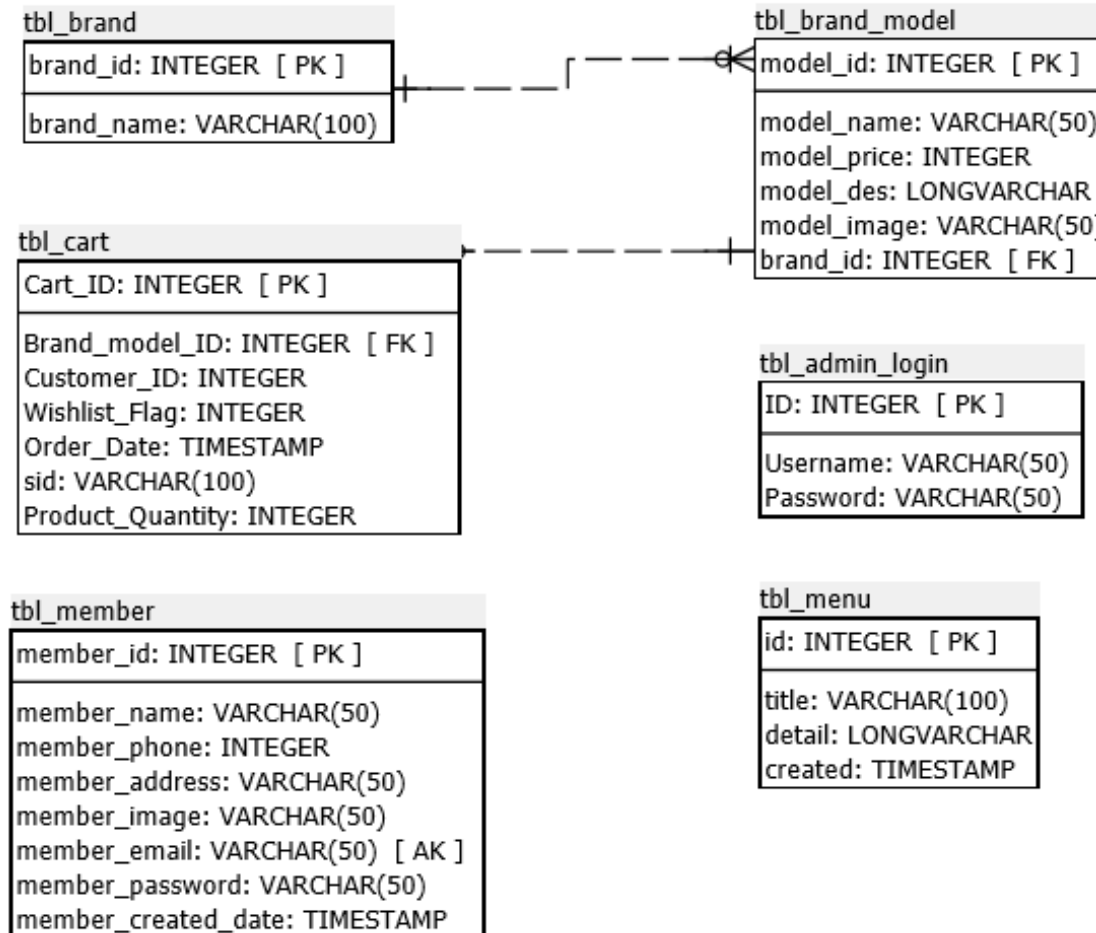 tbl_brand
brand_id: INTEGER [ PK ]
brand_name: VARCHAR(100)
tbl_brand_model
model_id: INTEGER [ PK ]
model_name: VARCHAR(50)
model_price: INTEGER
model_des: LONGVARCHAR
model_image: VARCHAR(50)
brand_id: INTEGER [ FK ]
tbl_cart
Cart_ID: INTEGER [ PK ]
Brand_model_ID: INTEGER [ FK ]
Customer_ID: INTEGER
Wishlist_Flag: INTEGER
Order_Date: TIMESTAMP
sid: VARCHAR(100)
Product_Quantity: INTEGER
tbl_admin_login
ID: INTEGER [ PK ]
Username: VARCHAR(50)
Password: VARCHAR(50)
tbl_member
member_id: INTEGER [ PK ]
member_name: VARCHAR(50)
member_phone: INTEGER
member_address: VARCHAR(50)
member_image: VARCHAR(50)
member_email: VARCHAR(50) [ AK ]
member_password: VARCHAR(50)
member_created_date: TIMESTAMP
tbl_menu
id: INTEGER [ PK ]
title: VARCHAR(100)
detail: LONGVARCHAR
created: TIMESTAMP